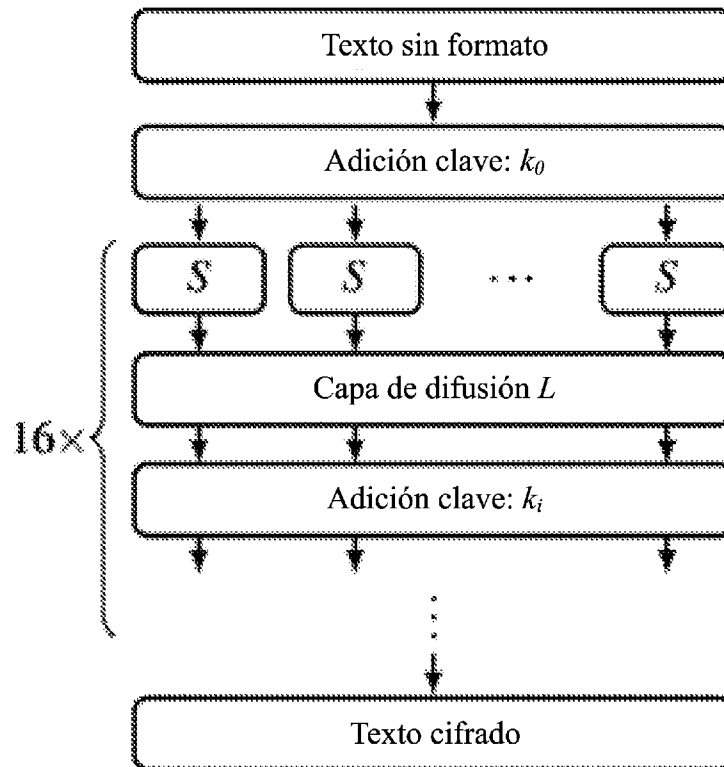 Texto sin formato
Adición clave: k₀
S S ... S
Capa de difusión L
16×
Adición clave: kᵢ
Texto cifrado